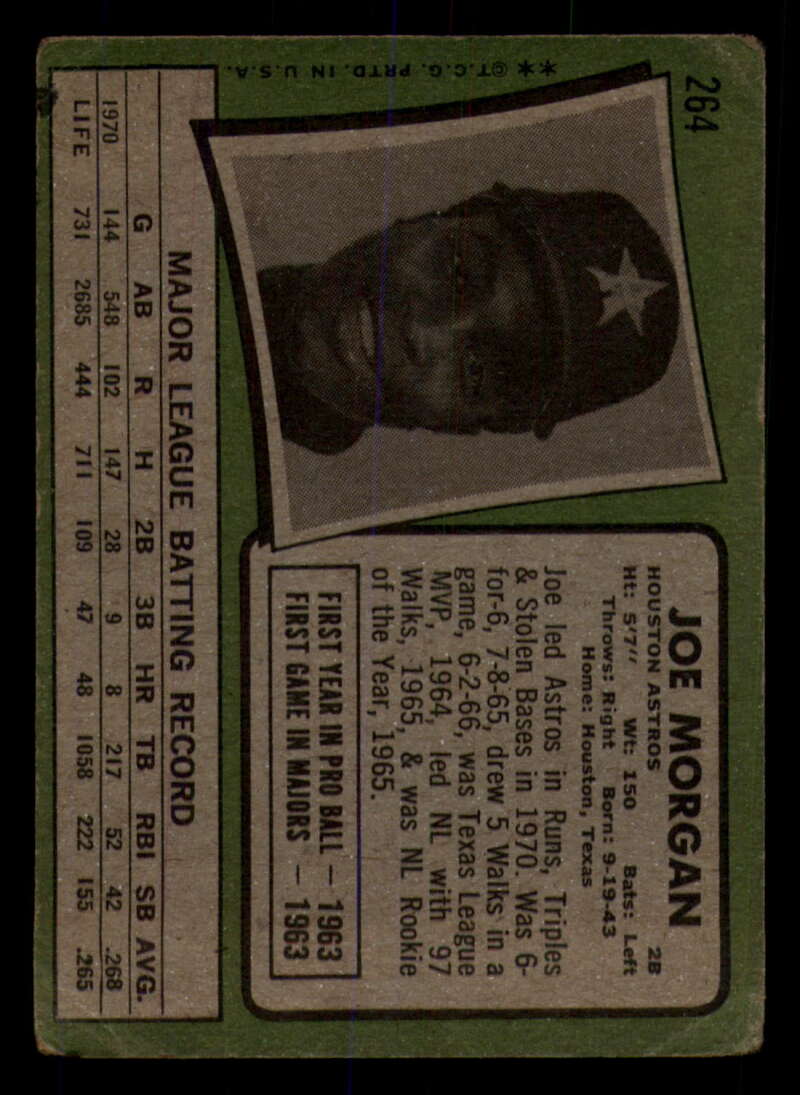 264
**@T.C.G. PRTD. IN U.S.A.
JOE MORGAN
HOUSTON ASTROS 2B
Ht: 5'7" Wt: 150 Bats: Left
Throws: Right Born: 9-19-43
Home: Houston, Texas
Joe led Astros in Runs, Triples
& Stolen Bases in 1970. Was 6-
for-6, 7-8-65, drew 5 Walks in a
game, 6-2-66, was Texas League
MVP, 1964, led NL with 97
Walks, 1965, & was NL Rookie
of the Year, 1965.
FIRST YEAR IN PRO BALL — 1963
FIRST GAME IN MAJORS — 1963
MAJOR LEAGUE BATTING RECORD
G AB R H 2B 3B HR TB RBI SB AVG.
1970 144 548 102 147 28 9 8 217 52 42 .268
LIFE 731 2685 444 711 109 47 48 1058 222 155 .265